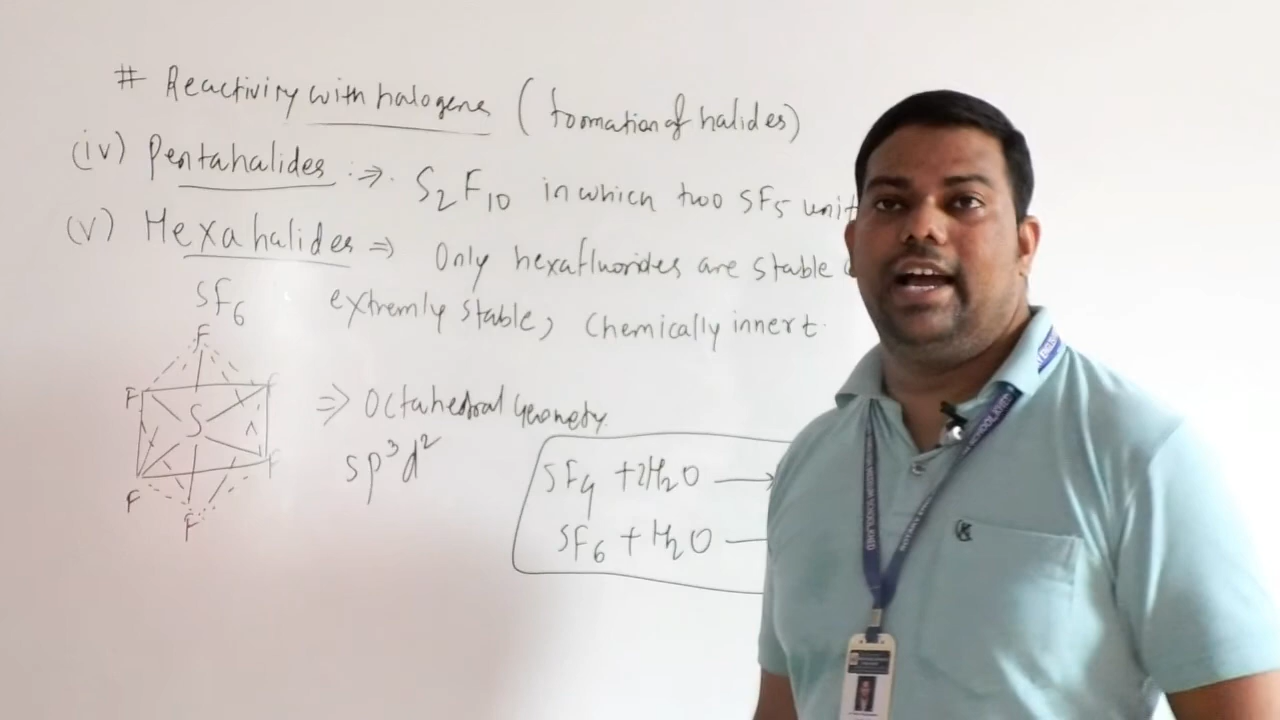 # Reactiviry with halogens (formation of halides)
(iv) Pentahalides :⇒. S2F10 in which two SF5 unit
(v) Hexahalides ⇒ Only hexafluorides are stable
SF6 extremly stable, Chemically innert.
F
F
S
F
F
F
⇒ Octahedral Geometry.
sp³d²
SF4 + 2H2O ⟶
SF6 + H2O —